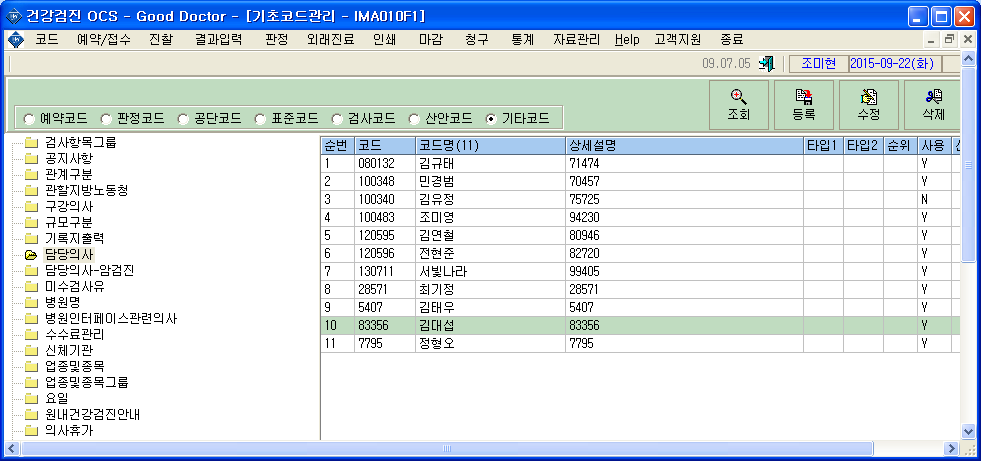 건강검진 OCS - Good Doctor - [기초코드관리 - IMA010F1]
코드 예약/접수 진찰 결과입력 판정 외래진료 인쇄 마감 청구 통계 자료관리 Help 고객지원 종료
09.07.05 조미현 2015-09-22(화)
예약코드 판정코드 공단코드 표준코드 검사코드 산안코드 기타코드
조회 등록 수정 삭제
검사항목그룹
공지사항
관계구분
관할지방노동청
구강의사
규모구분
기록지출력
담당의사
담당의사-암검진
미수검사유
병원명
병원인터페이스관련의사
수수료관리
신체기관
업종및종목
업종및종목그룹
요일
원내건강검진안내
의사휴가
순번 코드 코드명(11) 상세설명 타입1 타입2 순위 사용
1 080132 김규태 71474 Y
2 100348 민경범 70457 Y
3 100340 김유정 75725 N
4 100483 조미영 94230 Y
5 120595 김연철 80946 Y
6 120596 전현준 82720 Y
7 130711 서빛나라 99405 Y
8 28571 최기정 28571 Y
9 5407 김태우 5407 Y
10 83356 김대섭 83356 Y
11 7795 정형오 7795 Y